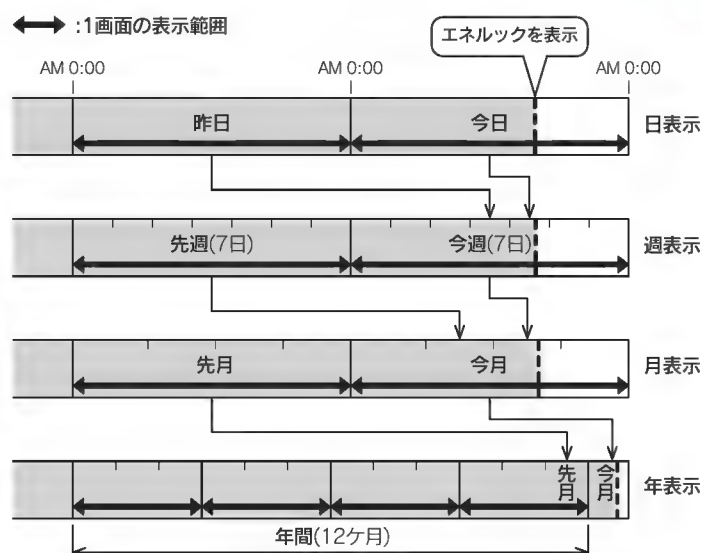 :1画面の表示範囲
エネルックを表示
AM 0:00 AM 0:00 AM 0:00
昨日 今日 日表示
先週(7日) 今週(7日) 週表示
先月 今月 月表示
先月 今月 年表示
年間(12ケ月)